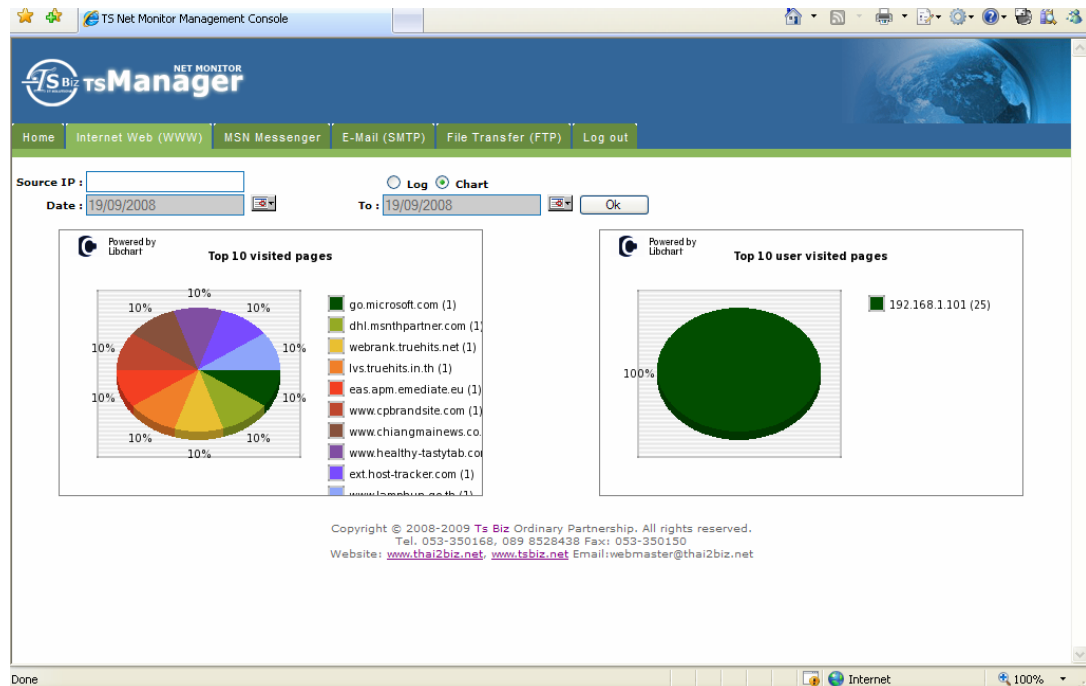 TS Net Monitor Management Console
TS Biz TSManager NET MONITOR
Home Internet Web (WWW) MSN Messenger E-Mail (SMTP) File Transfer (FTP) Log out
Source IP : Log Chart
Date : 19/09/2008 To : 19/09/2008 Ok
Powered by
Libchart
Top 10 visited pages
10%
10%
10%
10%
10%
10%
10%
10%
10%
10%
go.microsoft.com (1)
dhl.msnthpartner.com (1)
webrank.truehits.net (1)
lvs.truehits.in.th (1)
eas.apm.emediate.eu (1)
www.cpbrandsite.com (1)
www.chiangmainews.co.
www.healthy-tastytab.co
ext.host-tracker.com (1)
www.lamphun.go.th (1)
Powered by
Libchart
Top 10 user visited pages
100%
192.168.1.101 (25)
Copyright © 2008-2009 Ts Biz Ordinary Partnership. All rights reserved.
Tel. 053-350168, 089 8528438 Fax: 053-350150
Website: www.thai2biz.net, www.tsbiz.net Email:webmaster@thai2biz.net
Done Internet 100%